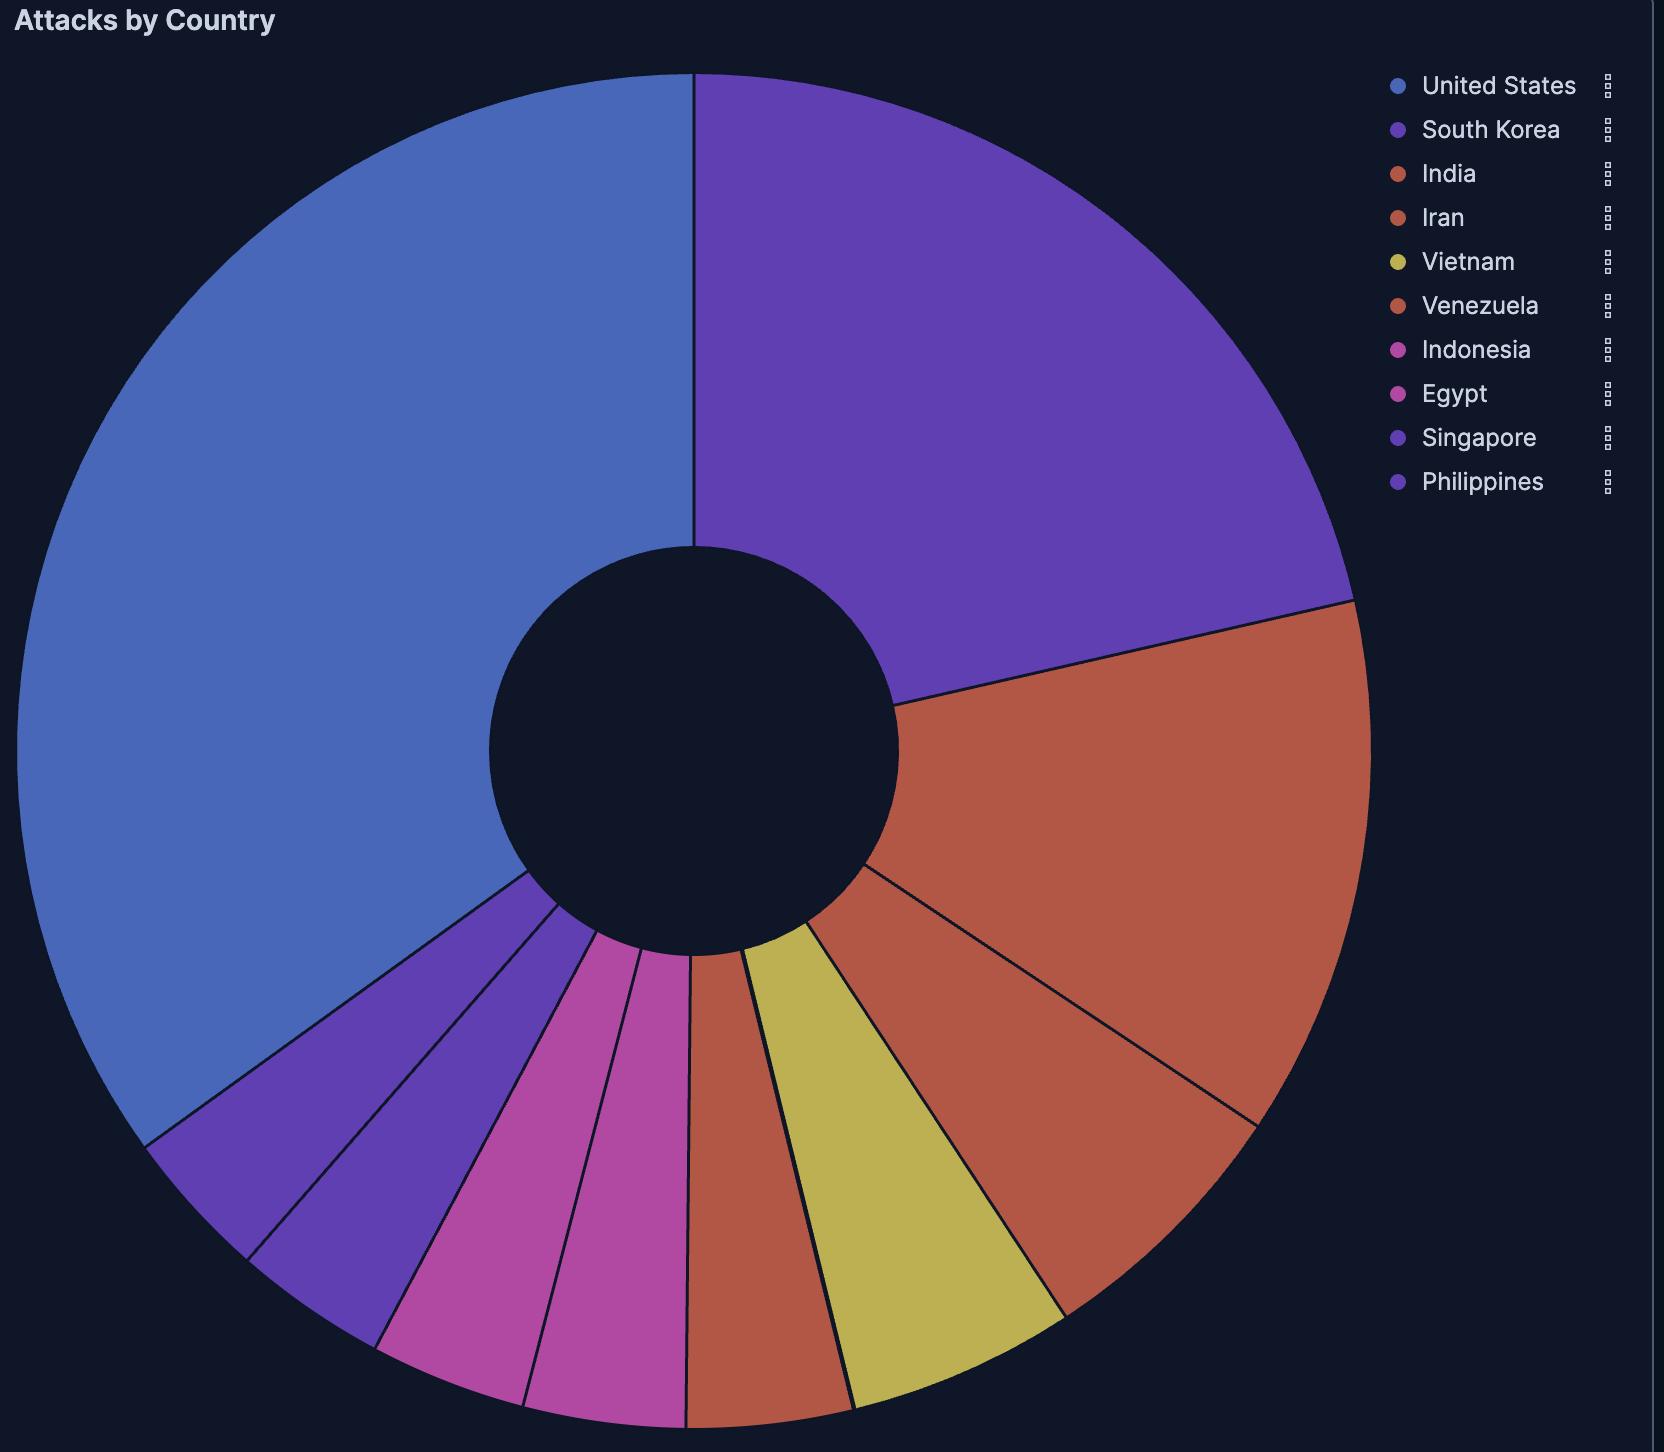 Attacks by Country
United States
South Korea
India
Iran
Vietnam
Venezuela
Indonesia
Egypt
Singapore
Philippines